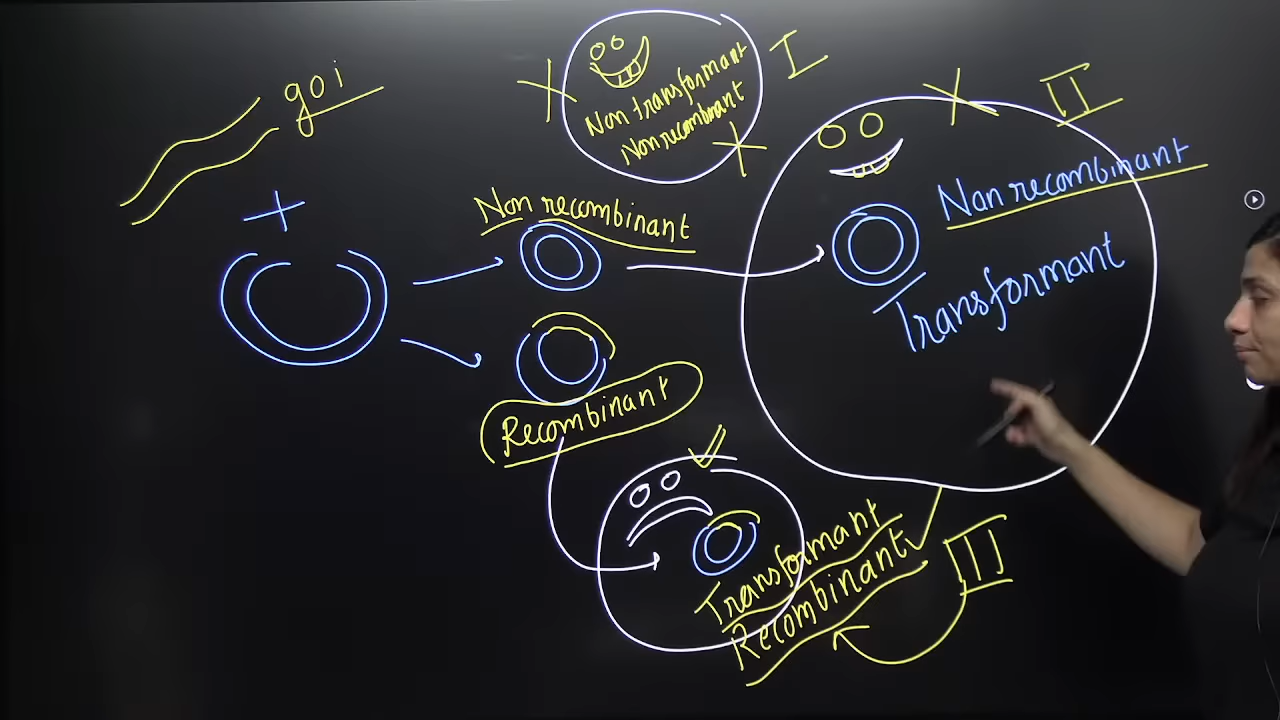 goi
+
Non transformant
Non recombinant
I
II
Non recombinant
Transformant
Non recombinant
Recombinant
Transformant
Recombinant
III